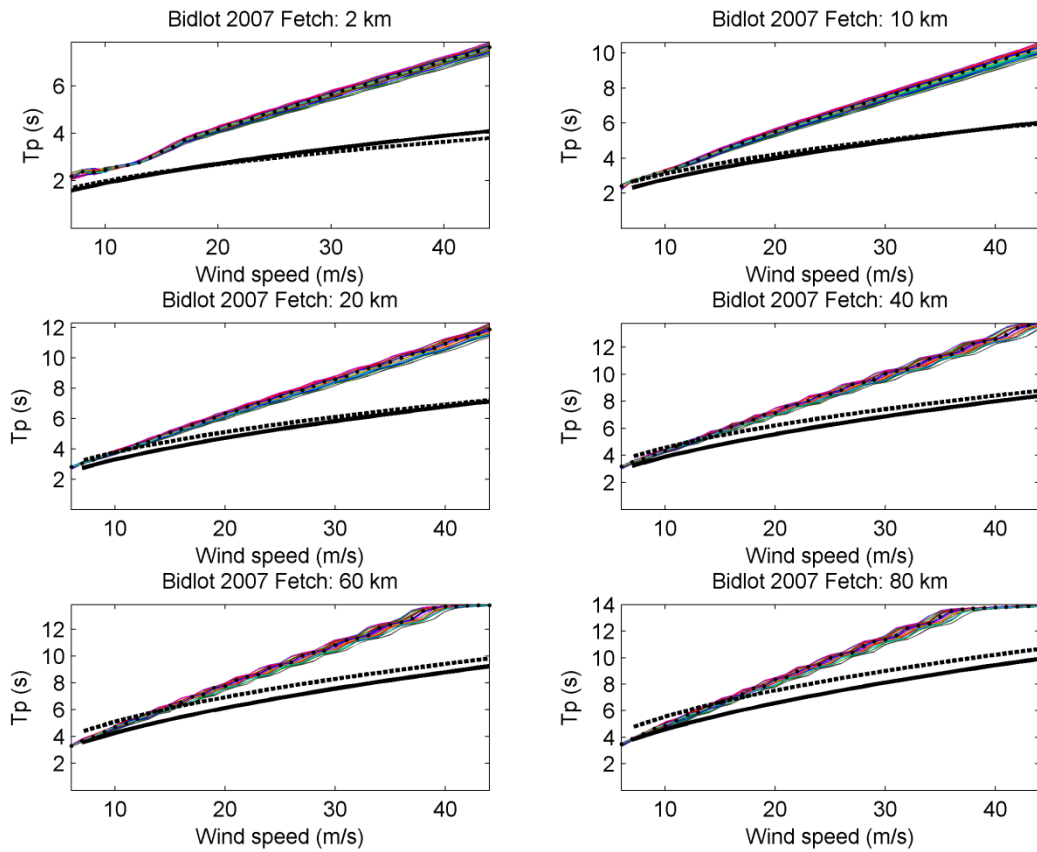 Bidlot 2007 Fetch: 2 km
Tp (s)
6
4
2
10 20 30 40
Wind speed (m/s)
Bidlot 2007 Fetch: 10 km
Tp (s)
10
8
6
4
2
10 20 30 40
Wind speed (m/s)
Bidlot 2007 Fetch: 20 km
Tp (s)
12
10
8
6
4
2
10 20 30 40
Wind speed (m/s)
Bidlot 2007 Fetch: 40 km
Tp (s)
12
10
8
6
4
2
10 20 30 40
Wind speed (m/s)
Bidlot 2007 Fetch: 60 km
Tp (s)
12
10
8
6
4
2
10 20 30 40
Wind speed (m/s)
Bidlot 2007 Fetch: 80 km
Tp (s)
14
12
10
8
6
4
2
10 20 30 40
Wind speed (m/s)